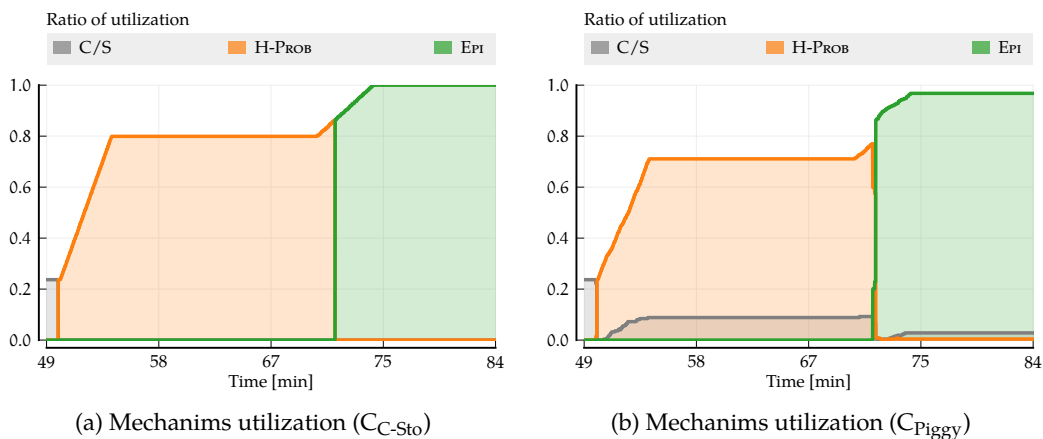 Ratio of utilization
C/S H-Prob Epi
1.0
0.8
0.6
0.4
0.2
0.0
49 58 67 75 84
Time [min]
(a) Mechanims utilization (C_C-Sto)
Ratio of utilization
C/S H-Prob Epi
1.0
0.8
0.6
0.4
0.2
0.0
49 58 67 75 84
Time [min]
(b) Mechanims utilization (C_Piggy)